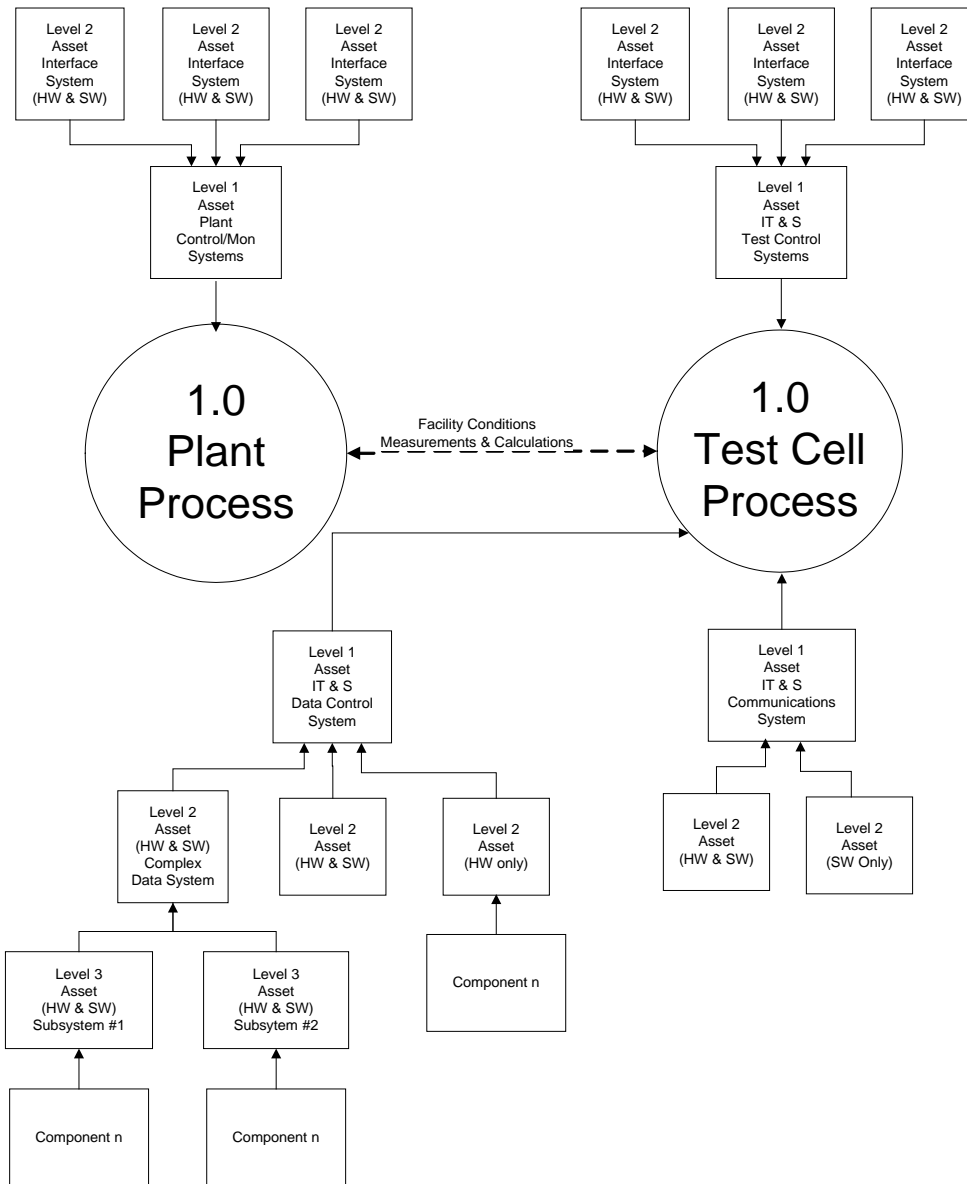 Level 2
Asset
Interface
System
(HW & SW)
Level 2
Asset
Interface
System
(HW & SW)
Level 2
Asset
Interface
System
(HW & SW)
Level 2
Asset
Interface
System
(HW & SW)
Level 2
Asset
Interface
System
(HW & SW)
Level 2
Asset
Interface
System
(HW & SW)
Level 1
Asset
Plant
Control/Mon
Systems
Level 1
Asset
IT & S
Test Control
Systems
1.0
Plant
Process
Facility Conditions
Measurements & Calculations
1.0
Test Cell
Process
Level 1
Asset
IT & S
Data Control
System
Level 1
Asset
IT & S
Communications
System
Level 2
Asset
(HW & SW)
Complex
Data System
Level 2
Asset
(HW & SW)
Level 2
Asset
(HW only)
Level 2
Asset
(HW & SW)
Level 2
Asset
(SW Only)
Level 3
Asset
(HW & SW)
Subsystem #1
Level 3
Asset
(HW & SW)
Subsytem #2
Component n
Component n
Component n